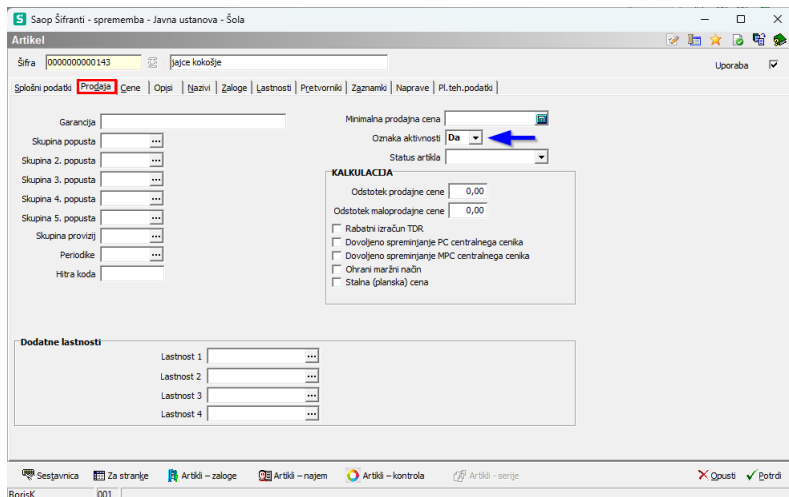 Saop Šifranti - sprememba - Javna ustanova - Šola
Artikel
Šifra 0000000000143 jajce kokošje Uporaba
Splošni podatki Prodaja Cene Opisi Nazivi Zaloge Lastnosti Pretvorniki Zaznamki Naprave Pl.teh.podatki
Garancija
Skupina popusta
Skupina 2. popusta
Skupina 3. popusta
Skupina 4. popusta
Skupina 5. popusta
Skupina provizij
Periodike
Hitra koda
Minimalna prodajna cena
Oznaka aktivnosti Da
Status artikla
KALKULACIJA
Odstotek prodajne cene 0,00
Odstotek maloprodajne cene 0,00
Rabatni izračun TDR
Dovoljeno spreminjanje PC centralnega cenika
Dovoljeno spreminjanje MPC centralnega cenika
Ohrani maržni način
Stalna (planska) cena
Dodatne lastnosti
Lastnost 1
Lastnost 2
Lastnost 3
Lastnost 4
Sestavnica Za stranke Artikli – zaloge Artikli – najem Artikli – kontrola Artikli - serije Opusti Potrdi
BorisK 001